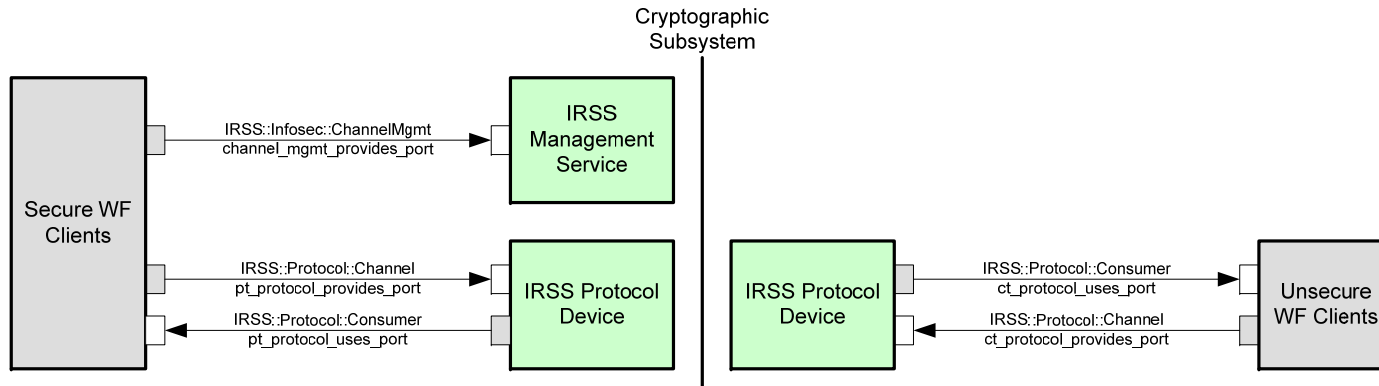 Cryptographic
Subsystem
IRSS::Infosec::ChannelMgmt
channel_mgmt_provides_port
IRSS
Management
Service
Secure WF
Clients
IRSS::Protocol::Channel
pt_protocol_provides_port
IRSS::Protocol::Consumer
pt_protocol_uses_port
IRSS Protocol
Device
IRSS Protocol
Device
IRSS::Protocol::Consumer
ct_protocol_uses_port
IRSS::Protocol::Channel
ct_protocol_provides_port
Unsecure
WF Clients